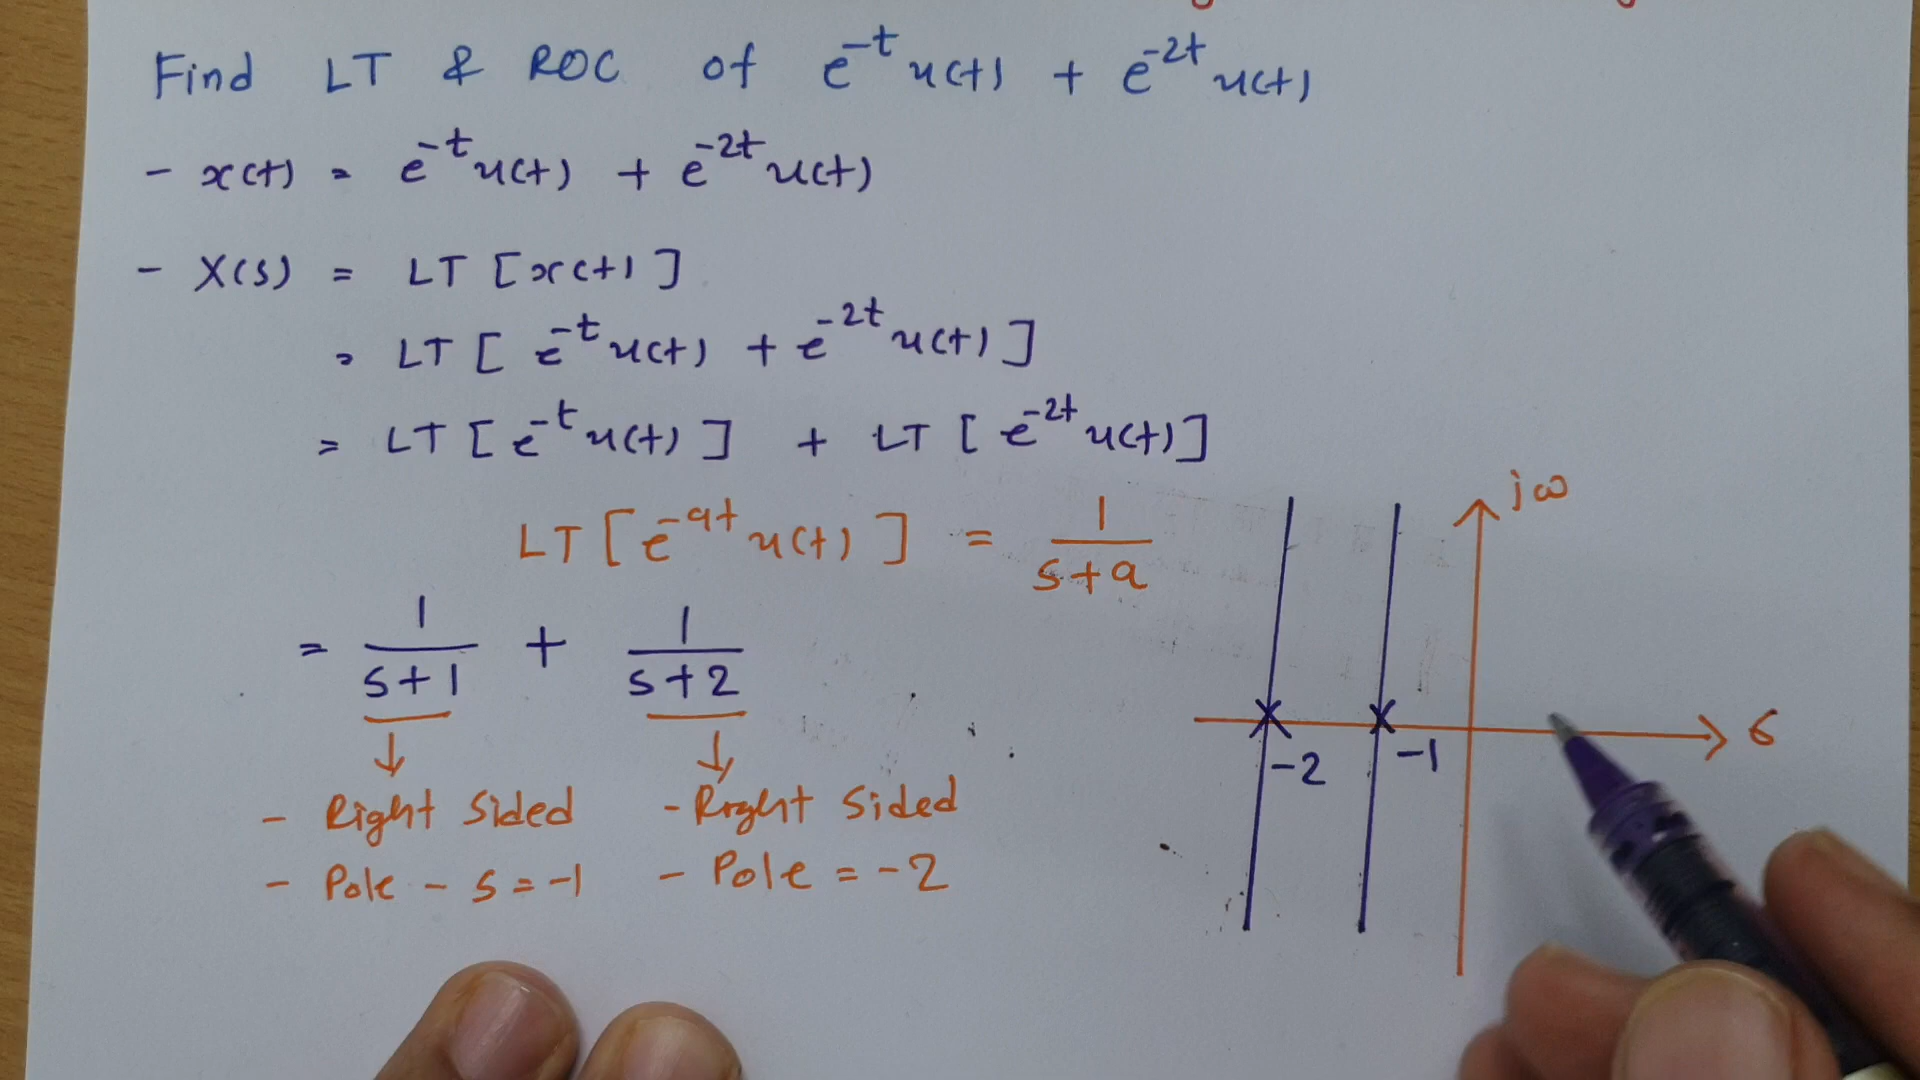 Find LT & ROC of e^-t u(t) + e^-2t u(t)
- x(t) = e^-t u(t) + e^-2t u(t)
- X(s) = LT [x(t)]
= LT [ e^-t u(t) + e^-2t u(t) ]
= LT [ e^-t u(t) ] + LT [ e^-2t u(t) ]
LT [ e^-at u(t) ] = 1/(s+a)
= 1/(s+1) + 1/(s+2)
↓ ↓
- Right Sided - Right Sided
- Pole - s = -1 - Pole = -2
jω
σ
-2 -1